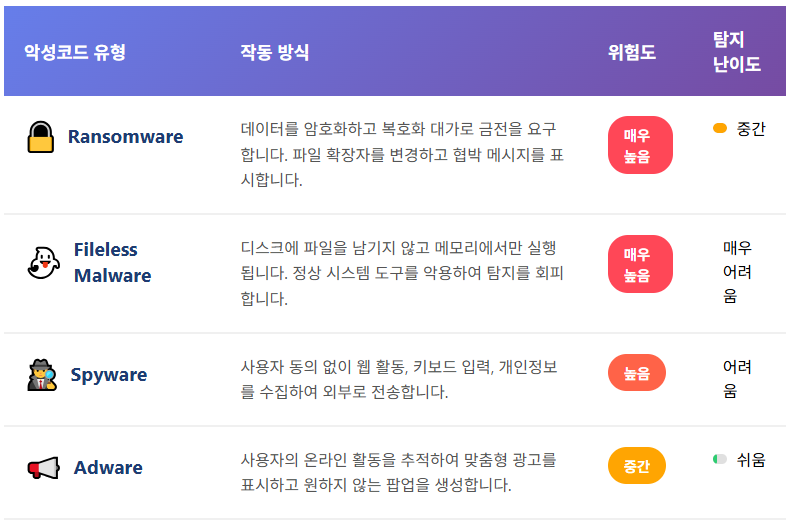 악성코드 유형
작동 방식
위험도
탐지
난이도
Ransomware
데이터를 암호화하고 복호화 대가로 금전을 요구
합니다. 파일 확장자를 변경하고 협박 메시지를 표
시합니다.
매우
높음
중간
Fileless
Malware
디스크에 파일을 남기지 않고 메모리에서만 실행
됩니다. 정상 시스템 도구를 악용하여 탐지를 회피
합니다.
매우
높음
매우
어려
움
Spyware
사용자 동의 없이 웹 활동, 키보드 입력, 개인정보
를 수집하여 외부로 전송합니다.
높음
어려
움
Adware
사용자의 온라인 활동을 추적하여 맞춤형 광고를
표시하고 원하지 않는 팝업을 생성합니다.
중간
쉬움